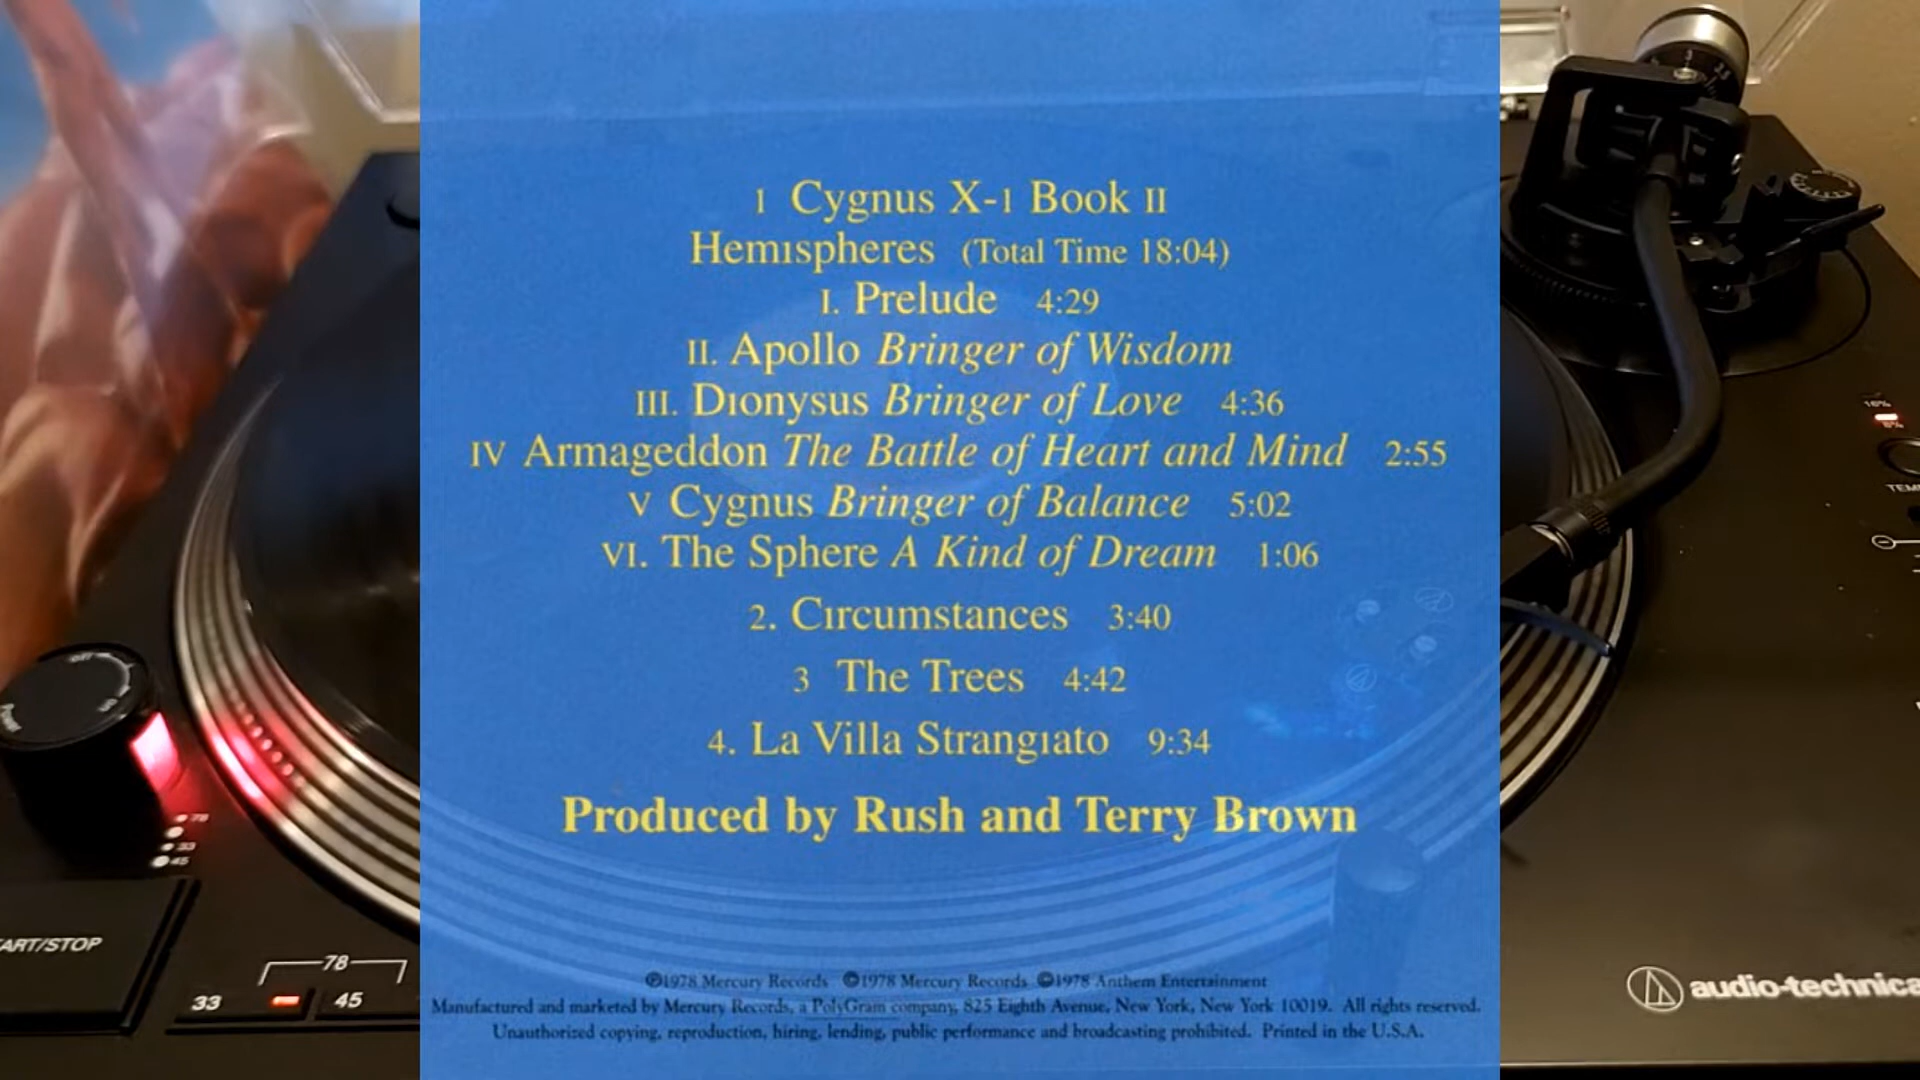 1 Cygnus X-1 Book II
Hemispheres (Total Time 18:04)
I. Prelude 4:29
II. Apollo Bringer of Wisdom
III. Dionysus Bringer of Love 4:36
IV Armageddon The Battle of Heart and Mind 2:55
V Cygnus Bringer of Balance 5:02
VI. The Sphere A Kind of Dream 1:06
2. Circumstances 3:40
3 The Trees 4:42
4. La Villa Strangiato 9:34
Produced by Rush and Terry Brown
℗1978 Mercury Records ©1978 Mercury Records ©1978 Anthem Entertainment
Manufactured and marketed by Mercury Records, a PolyGram company, 825 Eighth Avenue, New York, New York 10019. All rights reserved.
Unauthorized copying, reproduction, hiring, lending, public performance and broadcasting prohibited. Printed in the U.S.A.
78
33
45
ART/STOP
78
33
45
audio-technica